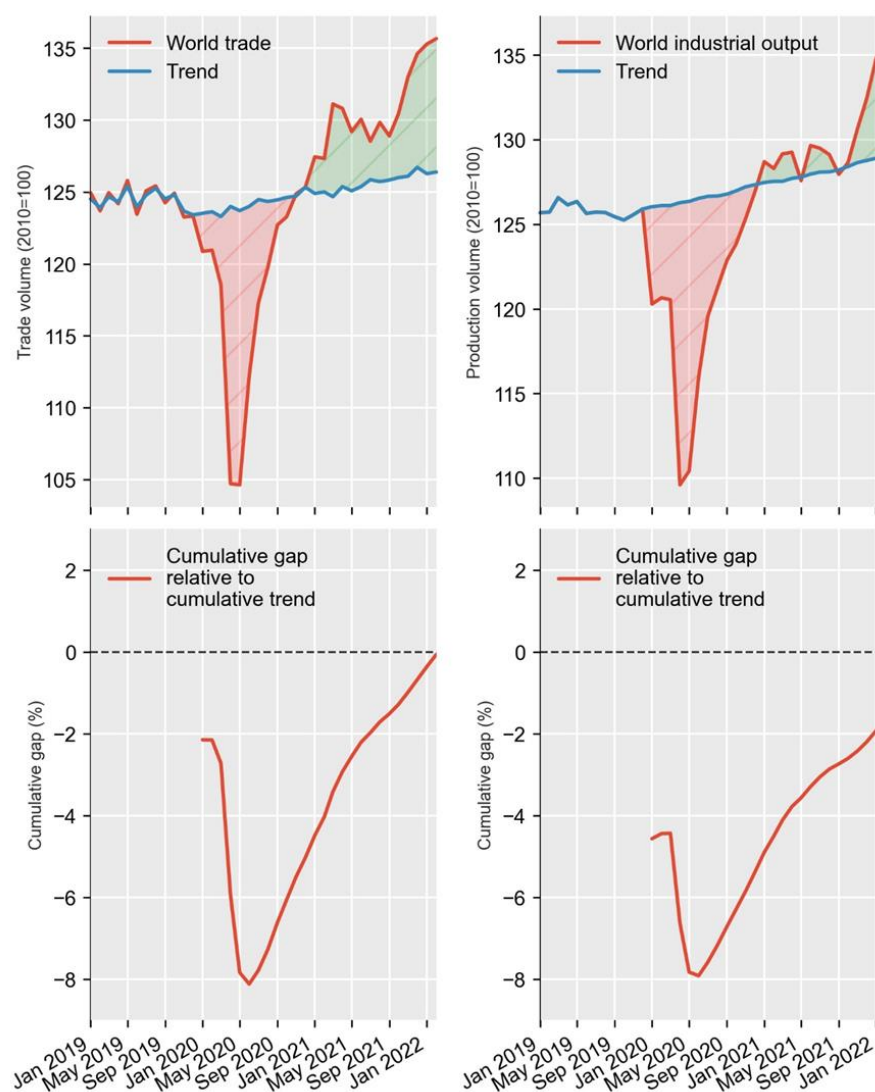 World trade
Trend
135
130
125
120
115
110
105
Trade volume (2010=100)
World industrial output
Trend
135
130
125
120
115
110
Production volume (2010=100)
Cumulative gap
relative to
cumulative trend
2
0
−2
−4
−6
−8
Cumulative gap (%)
Jan 2019
May 2019
Sep 2019
Jan 2020
May 2020
Sep 2020
Jan 2021
May 2021
Sep 2021
Jan 2022
Cumulative gap
relative to
cumulative trend
2
0
−2
−4
−6
−8
Cumulative gap (%)
Jan 2019
May 2019
Sep 2019
Jan 2020
May 2020
Sep 2020
Jan 2021
May 2021
Sep 2021
Jan 2022